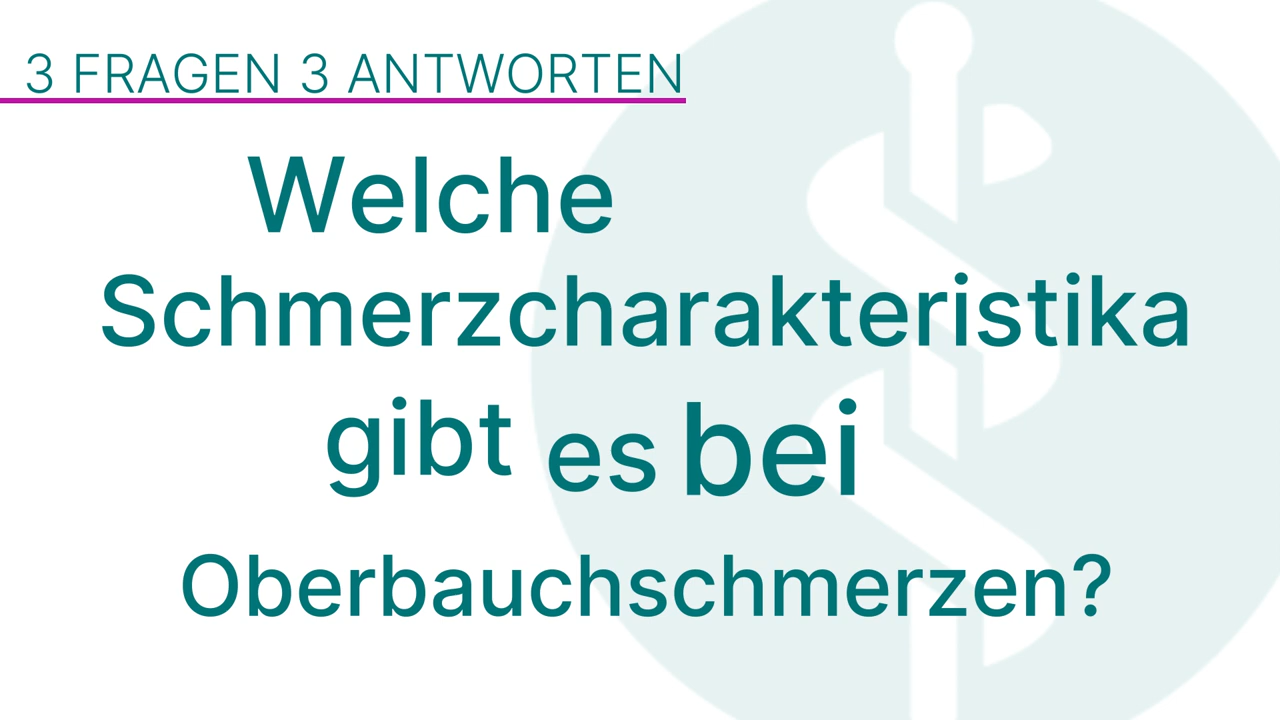 3 FRAGEN 3 ANTWORTEN
Welche
Schmerzcharakteristika
gibt es bei
Oberbauchschmerzen?